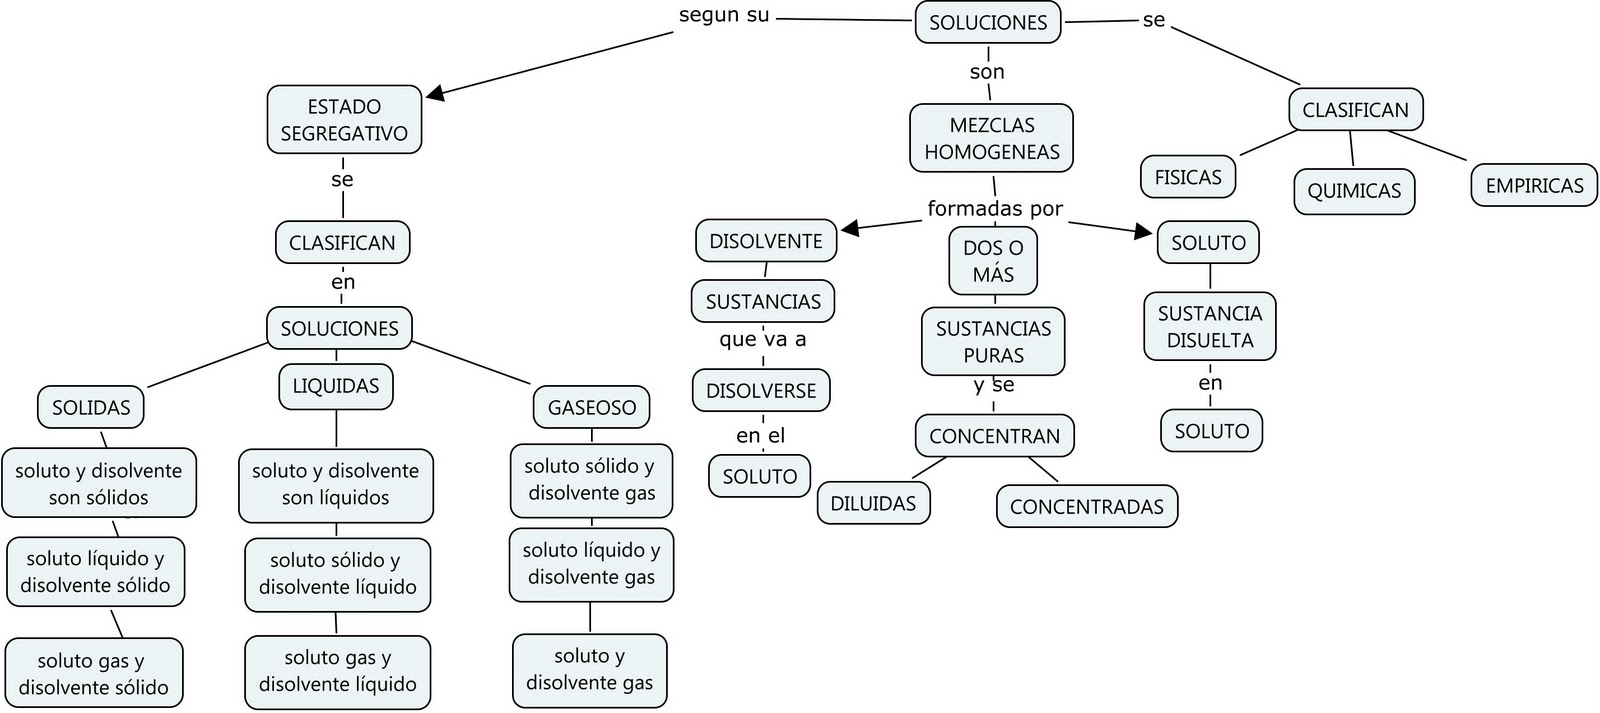 segun su
SOLUCIONES
se
son
ESTADO
SEGREGATIVO
MEZCLAS
HOMOGENEAS
CLASIFICAN
FISICAS
QUIMICAS
EMPIRICAS
se
CLASIFICAN
en
SOLUCIONES
SOLIDAS
LIQUIDAS
GASEOSO
soluto y disolvente
son sólidos
soluto líquido y
disolvente sólido
soluto gas y
disolvente sólido
soluto y disolvente
son líquidos
soluto sólido y
disolvente líquido
soluto gas y
disolvente líquido
soluto sólido y
disolvente gas
soluto líquido y
disolvente gas
soluto y
disolvente gas
formadas por
DISOLVENTE
SUSTANCIAS
que va a
DISOLVERSE
en el
SOLUTO
DOS O
MÁS
SUSTANCIAS
PURAS
y se
CONCENTRAN
DILUIDAS
CONCENTRADAS
SOLUTO
SUSTANCIA
DISUELTA
en
SOLUTO